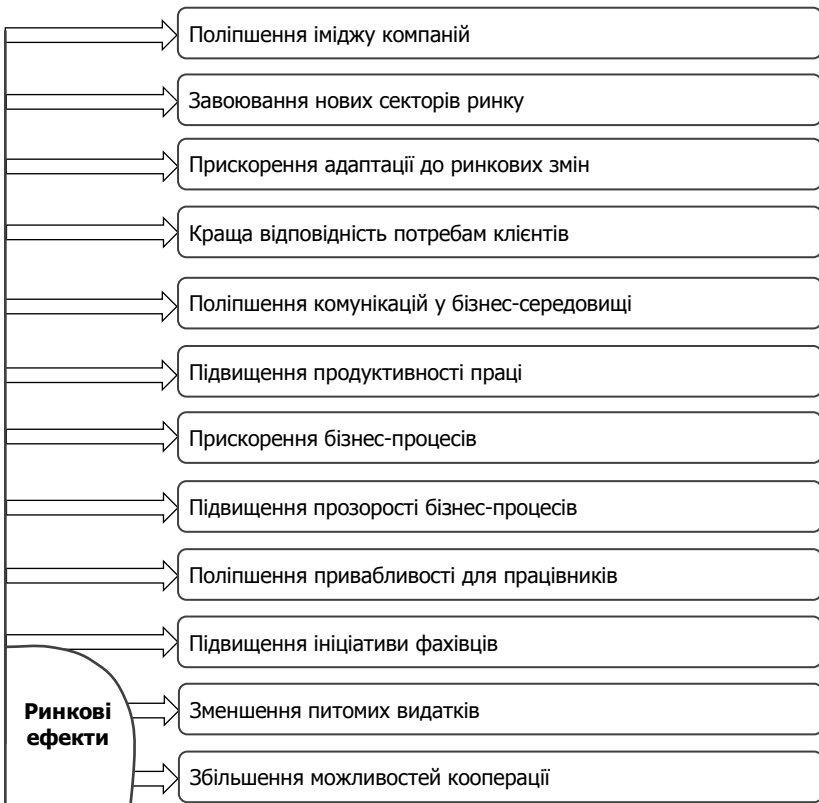 Поліпшення іміджу компаній
Завоювання нових секторів ринку
Прискорення адаптації до ринкових змін
Краща відповідність потребам клієнтів
Поліпшення комунікацій у бізнес-середовищі
Підвищення продуктивності праці
Прискорення бізнес-процесів
Підвищення прозорості бізнес-процесів
Поліпшення привабливості для працівників
Підвищення ініціативи фахівців
Ринкові
ефекти
Зменшення питомих видатків
Збільшення можливостей кооперації